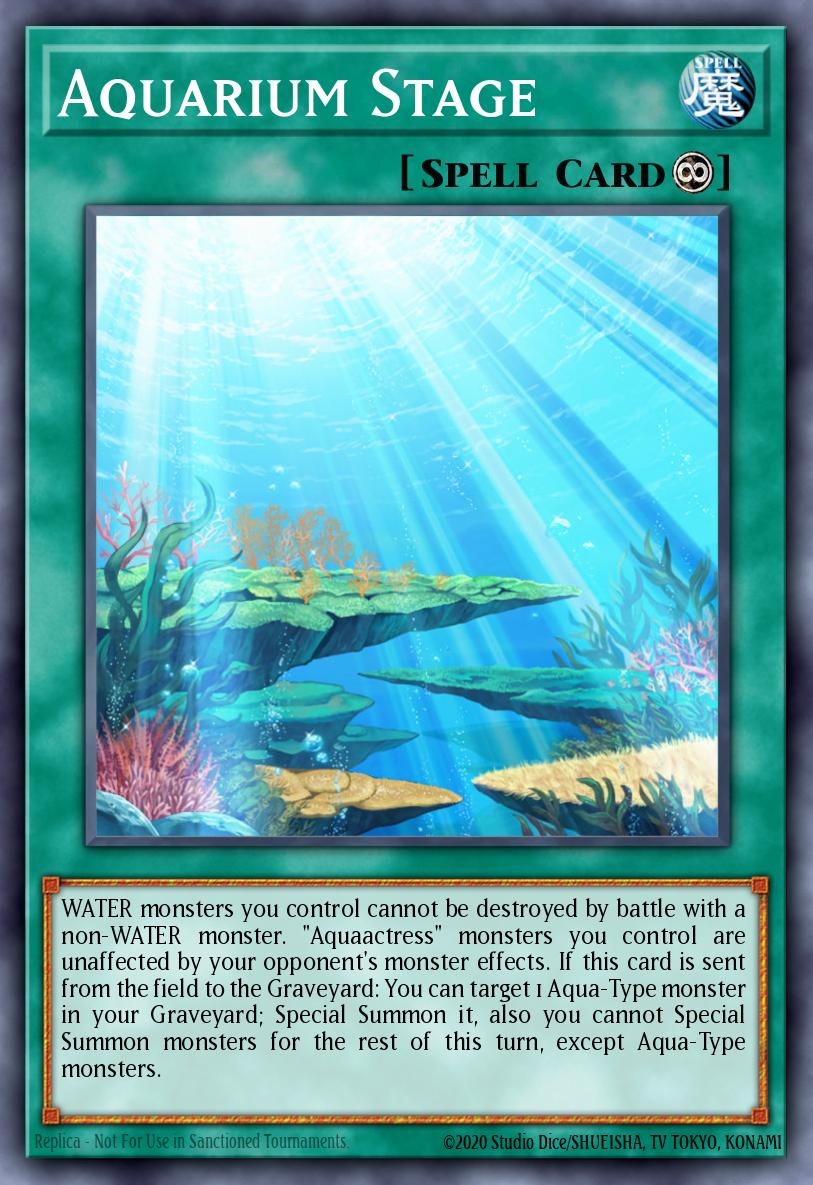 AQUARIUM STAGE
SPELL
魔
[SPELL CARD]
WATER monsters you control cannot be destroyed by battle with a
non-WATER monster. "Aquaactress" monsters you control are
unaffected by your opponent's monster effects. If this card is sent
from the field to the Graveyard: You can target 1 Aqua-Type monster
in your Graveyard; Special Summon it, also you cannot Special
Summon monsters for the rest of this turn, except Aqua-Type
monsters.
Replica - Not For Use in Sanctioned Tournaments.
©2020 Studio Dice/SHUEISHA, TV TOKYO, KONAMI